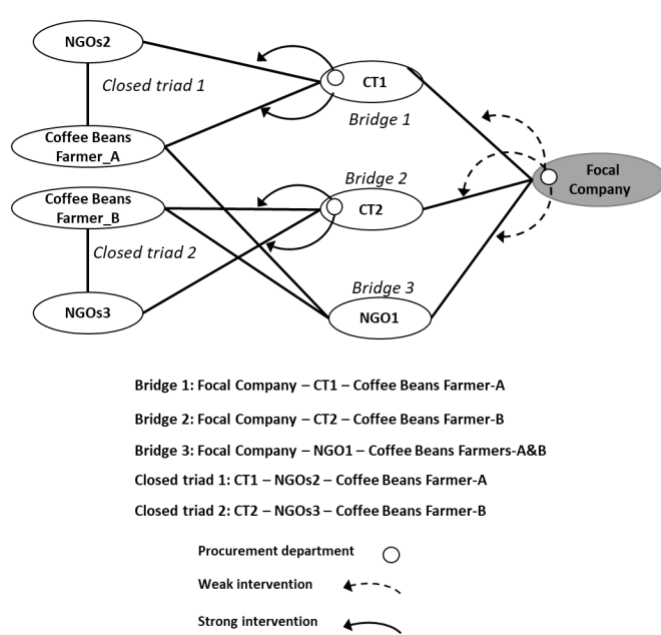 NGOs2
Closed triad 1
CT1
Coffee Beans
Farmer_A
Bridge 1
Focal
Company
Bridge 2
Coffee Beans
Farmer_B
CT2
Closed triad 2
Bridge 3
NGOs3
NGO1
Bridge 1: Focal Company – CT1 – Coffee Beans Farmer-A
Bridge 2: Focal Company – CT2 – Coffee Beans Farmer-B
Bridge 3: Focal Company – NGO1 – Coffee Beans Farmers-A&B
Closed triad 1: CT1 – NGOs2 – Coffee Beans Farmer-A
Closed triad 2: CT2 – NGOs3 – Coffee Beans Farmer-B
Procurement department
Weak intervention
Strong intervention